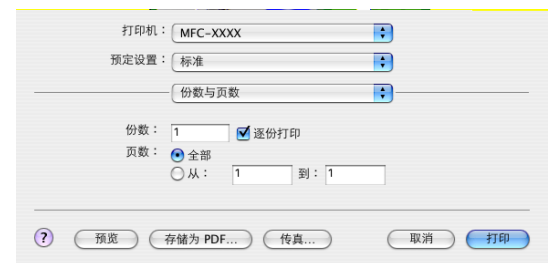 打印机： MFC-XXXX
预定设置： 标准
份数与页数
份数： 1 逐份打印
页数： 全部
从： 1 到： 1
? 预览 存储为 PDF... 传真... 取消 打印